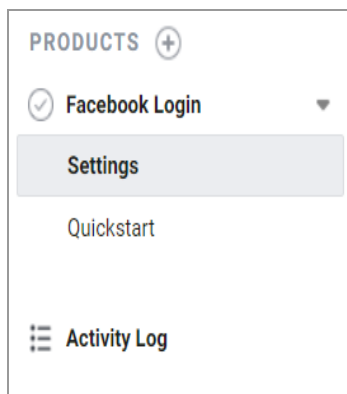 PRODUCTS
Facebook Login
Settings
Quickstart
Activity Log